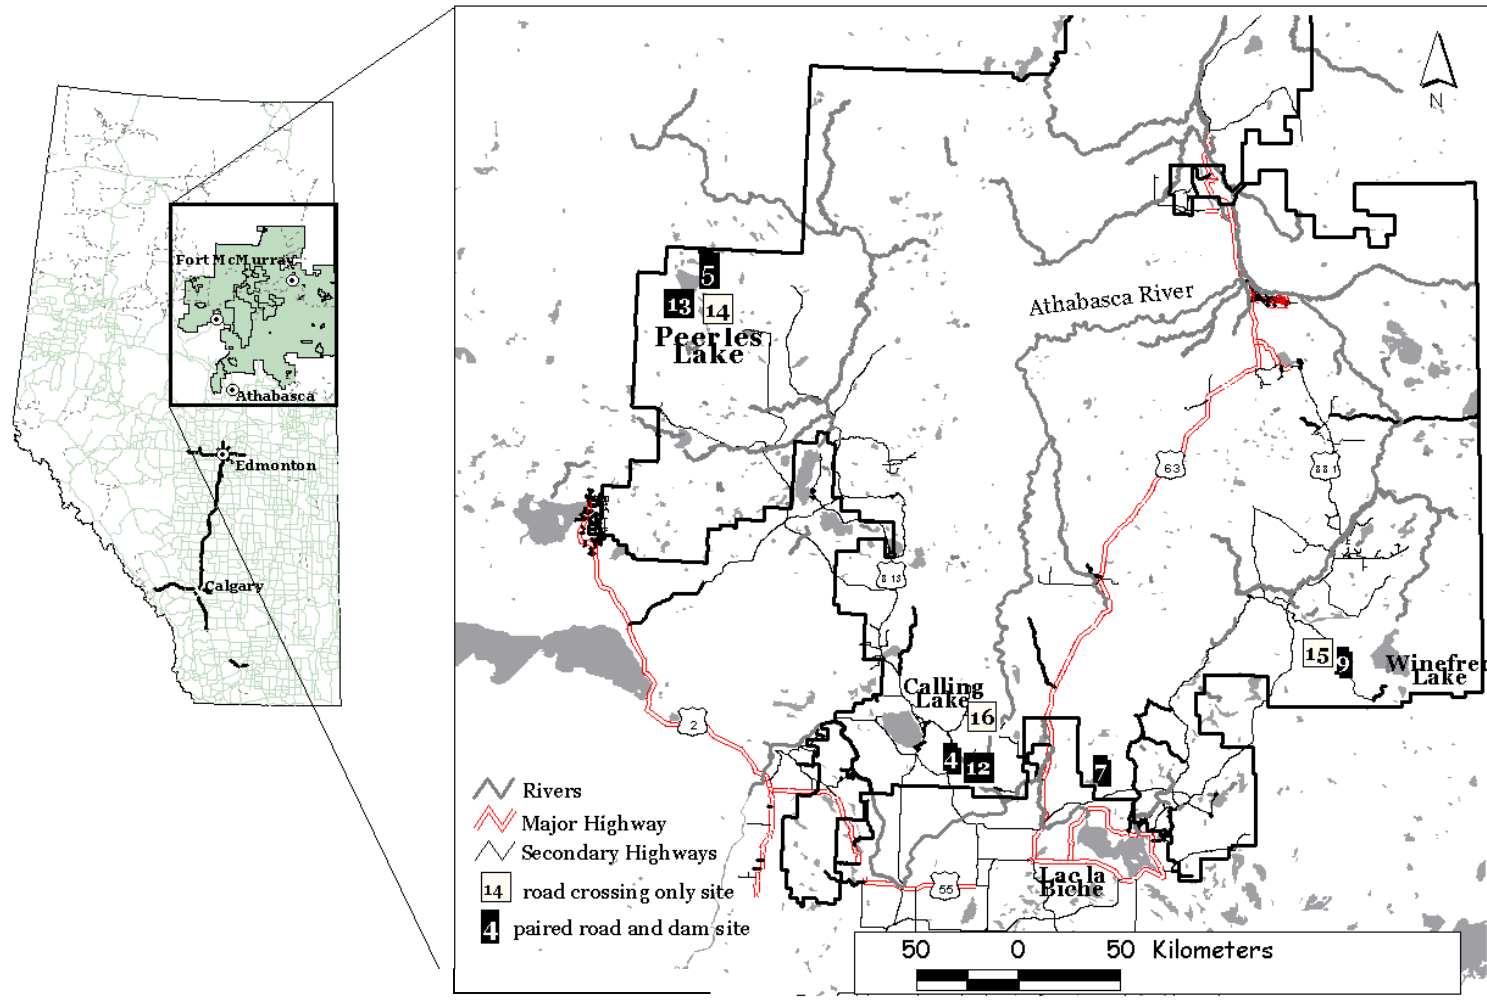 N
Fort McMurray
Athabasca
Edmonton
Calgary
5
13
14
Peerles
Lake
Athabasca River
63
881
813
2
15
9
Winefre
Lake
Calling
Lake
16
4
12
7
Rivers
Major Highway
Secondary Highways
14 road crossing only site
4 paired road and dam site
Lac la
Biche
55
50 0 50 Kilometers